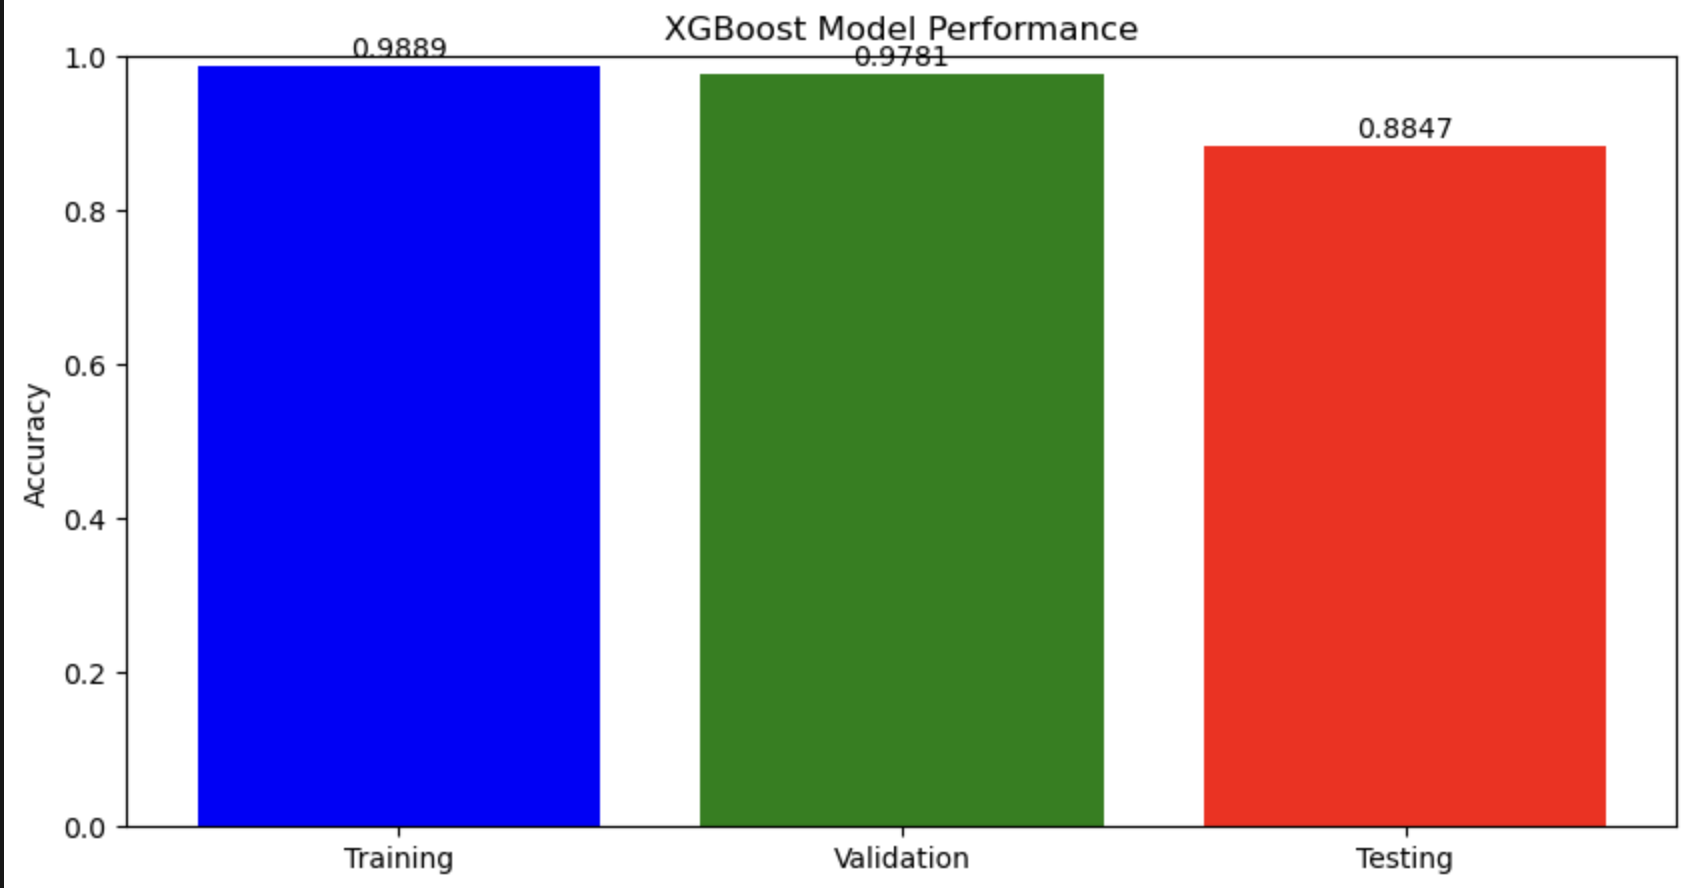 XGBoost Model Performance
0.9889
0.9781
0.8847
1.0
0.8
0.6
0.4
0.2
0.0
Accuracy
Training
Validation
Testing